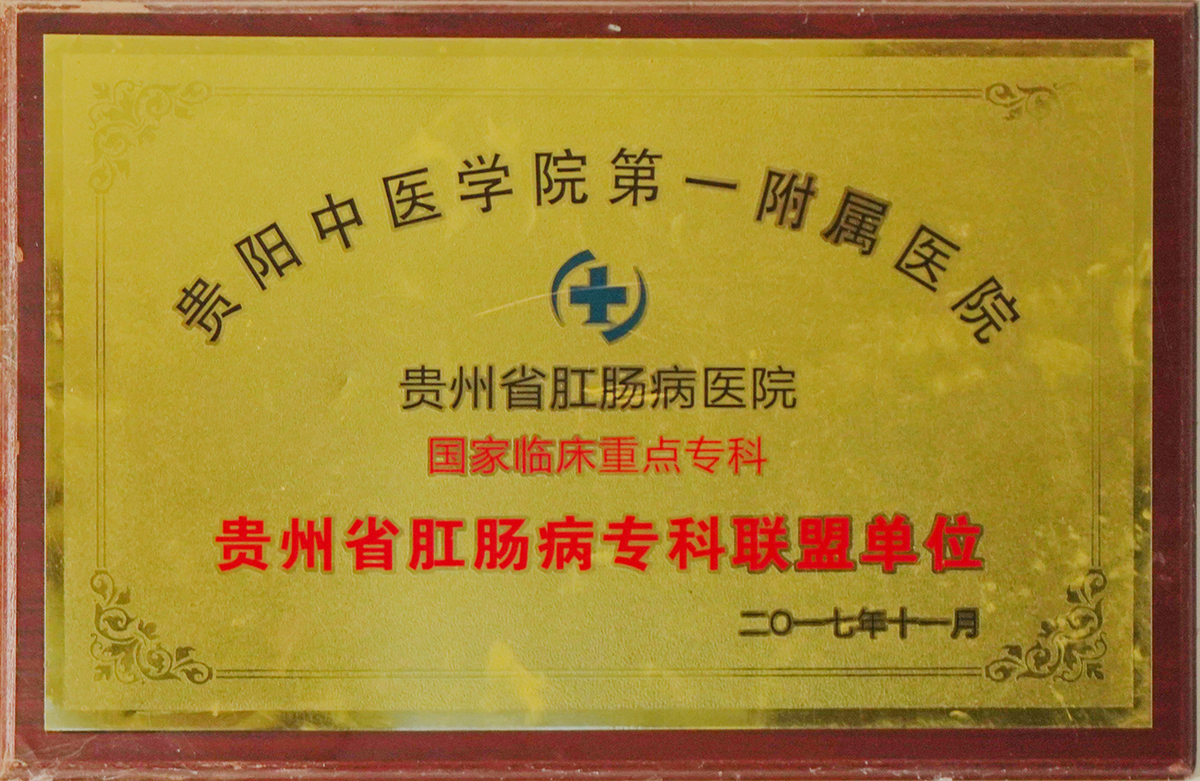 贵阳中医学院第一附属医院
贵州省肛肠病医院
国家临床重点专科
贵州省肛肠病专科联盟单位
二〇一七年十一月